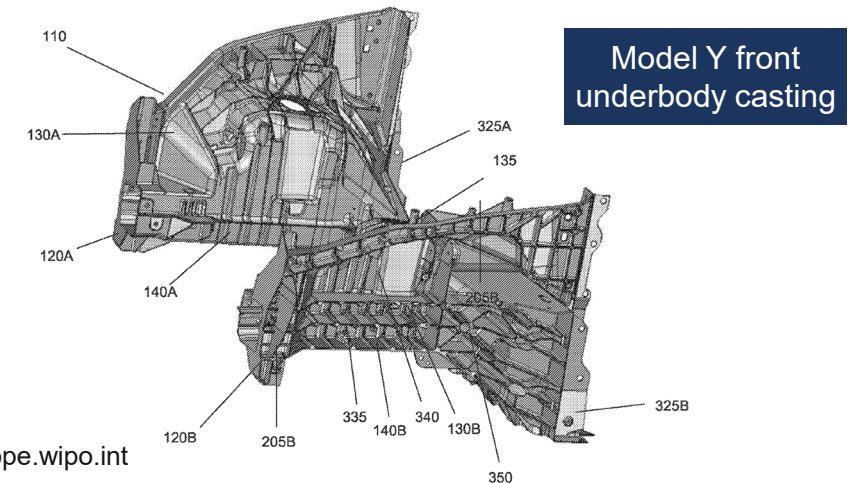 Model Y front
underbody casting
110
130A
325A
135
120A
140A
205B
325B
335
340
120B
205B
140B
130B
350
ope.wipo.int